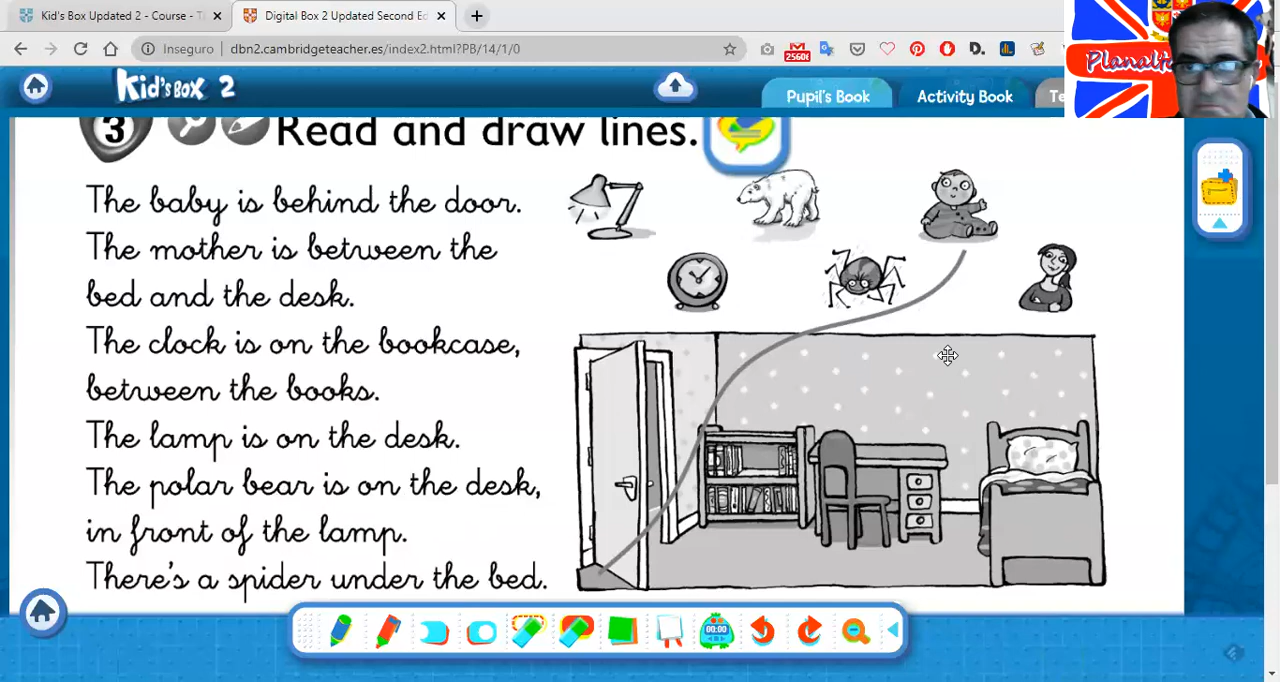 Kid's Box 2 Updated 2 - Course - T
Digital Box 2 Updated Second Ed
Inseguro | dbn2.cambridgeteacher.es/index2.html?PB/14/1/0
2560€
D.
Planalto
Kid's Box 2
Pupil's Book
Activity Book
Te
3 Read and draw lines.
The baby is behind the door.
The mother is between the
bed and the desk.
The clock is on the bookcase,
between the books.
The lamp is on the desk.
The polar bear is on the desk,
in front of the lamp.
There's a spider under the bed.
00:00